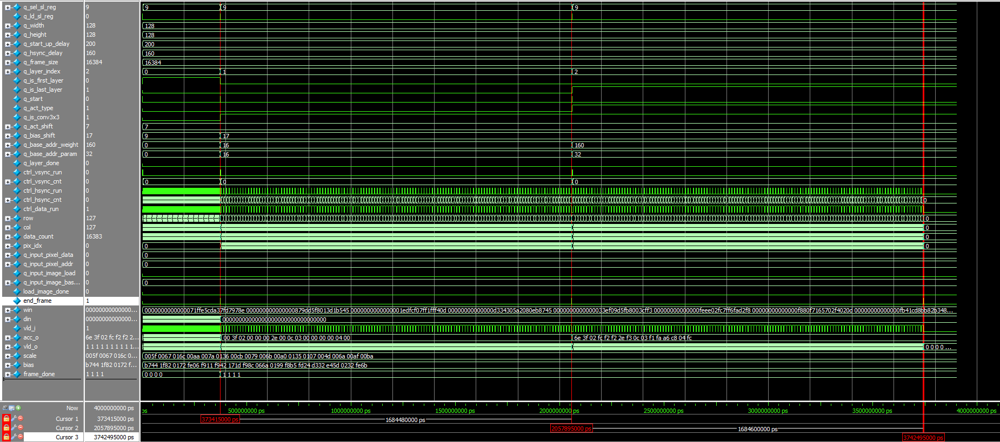 q_sel_sl_reg 9 9 9 9
q_ld_sl_reg 0
q_width 128 128
q_height 128 128
q_start_up_delay 200 200
q_hsync_delay 160 160
q_frame_size 16384 16384
q_layer_index 2 0 1 2
q_is_first_layer 0
q_is_last_layer 1
q_start 0
q_act_type 1
q_is_conv3x3 1
q_act_shift 7 7
q_bias_shift 17 9 17
q_base_addr_weight 160 0 16 160
q_base_addr_param 32 0 16 32
q_layer_done 0
ctrl_vsync_run 0
ctrl_vsync_cnt 0 0 0 0
ctrl_hsync_run 0
ctrl_hsync_cnt 0 0
ctrl_data_run 1
row 127 0
col 127 0
data_count 16383 0
pix_idx 0 0 0
q_input_pixel_data 0 0
q_input_pixel_addr 0 0
q_input_image_load 0
q_input_image_bas... 0 0
load_image_done 0
end_frame 1
win 00000000000000... 0000000000000071ffe5cda37fd7978e 000000000000000879dd5f8013d1b545 00000000000000001edfcf07ff1fff40d 00000000000000d334305a2080eb8745 000000000000000033ef09d5fb8003cff3 00000000000000feee02fc7ff6fad2f8 00000000000000f880f7165702f4020d 00000000000000fb41cd8bb82b348...
din 00000000000000... 00000000000000000000000000000000
vld_i 1
acc_o 6e 3f 02 fc f2 f2 2... 00 3f 02 00 00 00 2e 00 0c 03 00 00 00 00 04 00 6e 3f 02 fc f2 f2 2e f3 0c 03 f1 fa a6 c8 04 fc
vld_o 1 1 1 1 1 1 1 1 1 1... 0 0 0 0 ...
scale 005f 0067 016c 0... 005f 0067 016c 00aa 007a 0136 00cb 0079 006b 00a0 0135 0107 004d 006a 00af 00ba
bias b744 1f82 0172 f... b744 1f82 0172 fe06 f911 f942 171d f98c 066a 0199 f8b5 fd24 d332 e45d 0232 fe6b
frame_done 1 1 1 1 0 0 0 0 1 1 1 1
Now 4000000000 ps ps 500000000 ps 1000000000 ps 1500000000 ps 2000000000 ps 2500000000 ps 3000000000 ps 3500000000 ps 4000000000 ps
Cursor 1 373415000 ps 373415000 ps 1684480000 ps
Cursor 2 2057895000 ps 2057895000 ps 1684600000 ps
Cursor 3 3742495000 ps 3742495000 ps